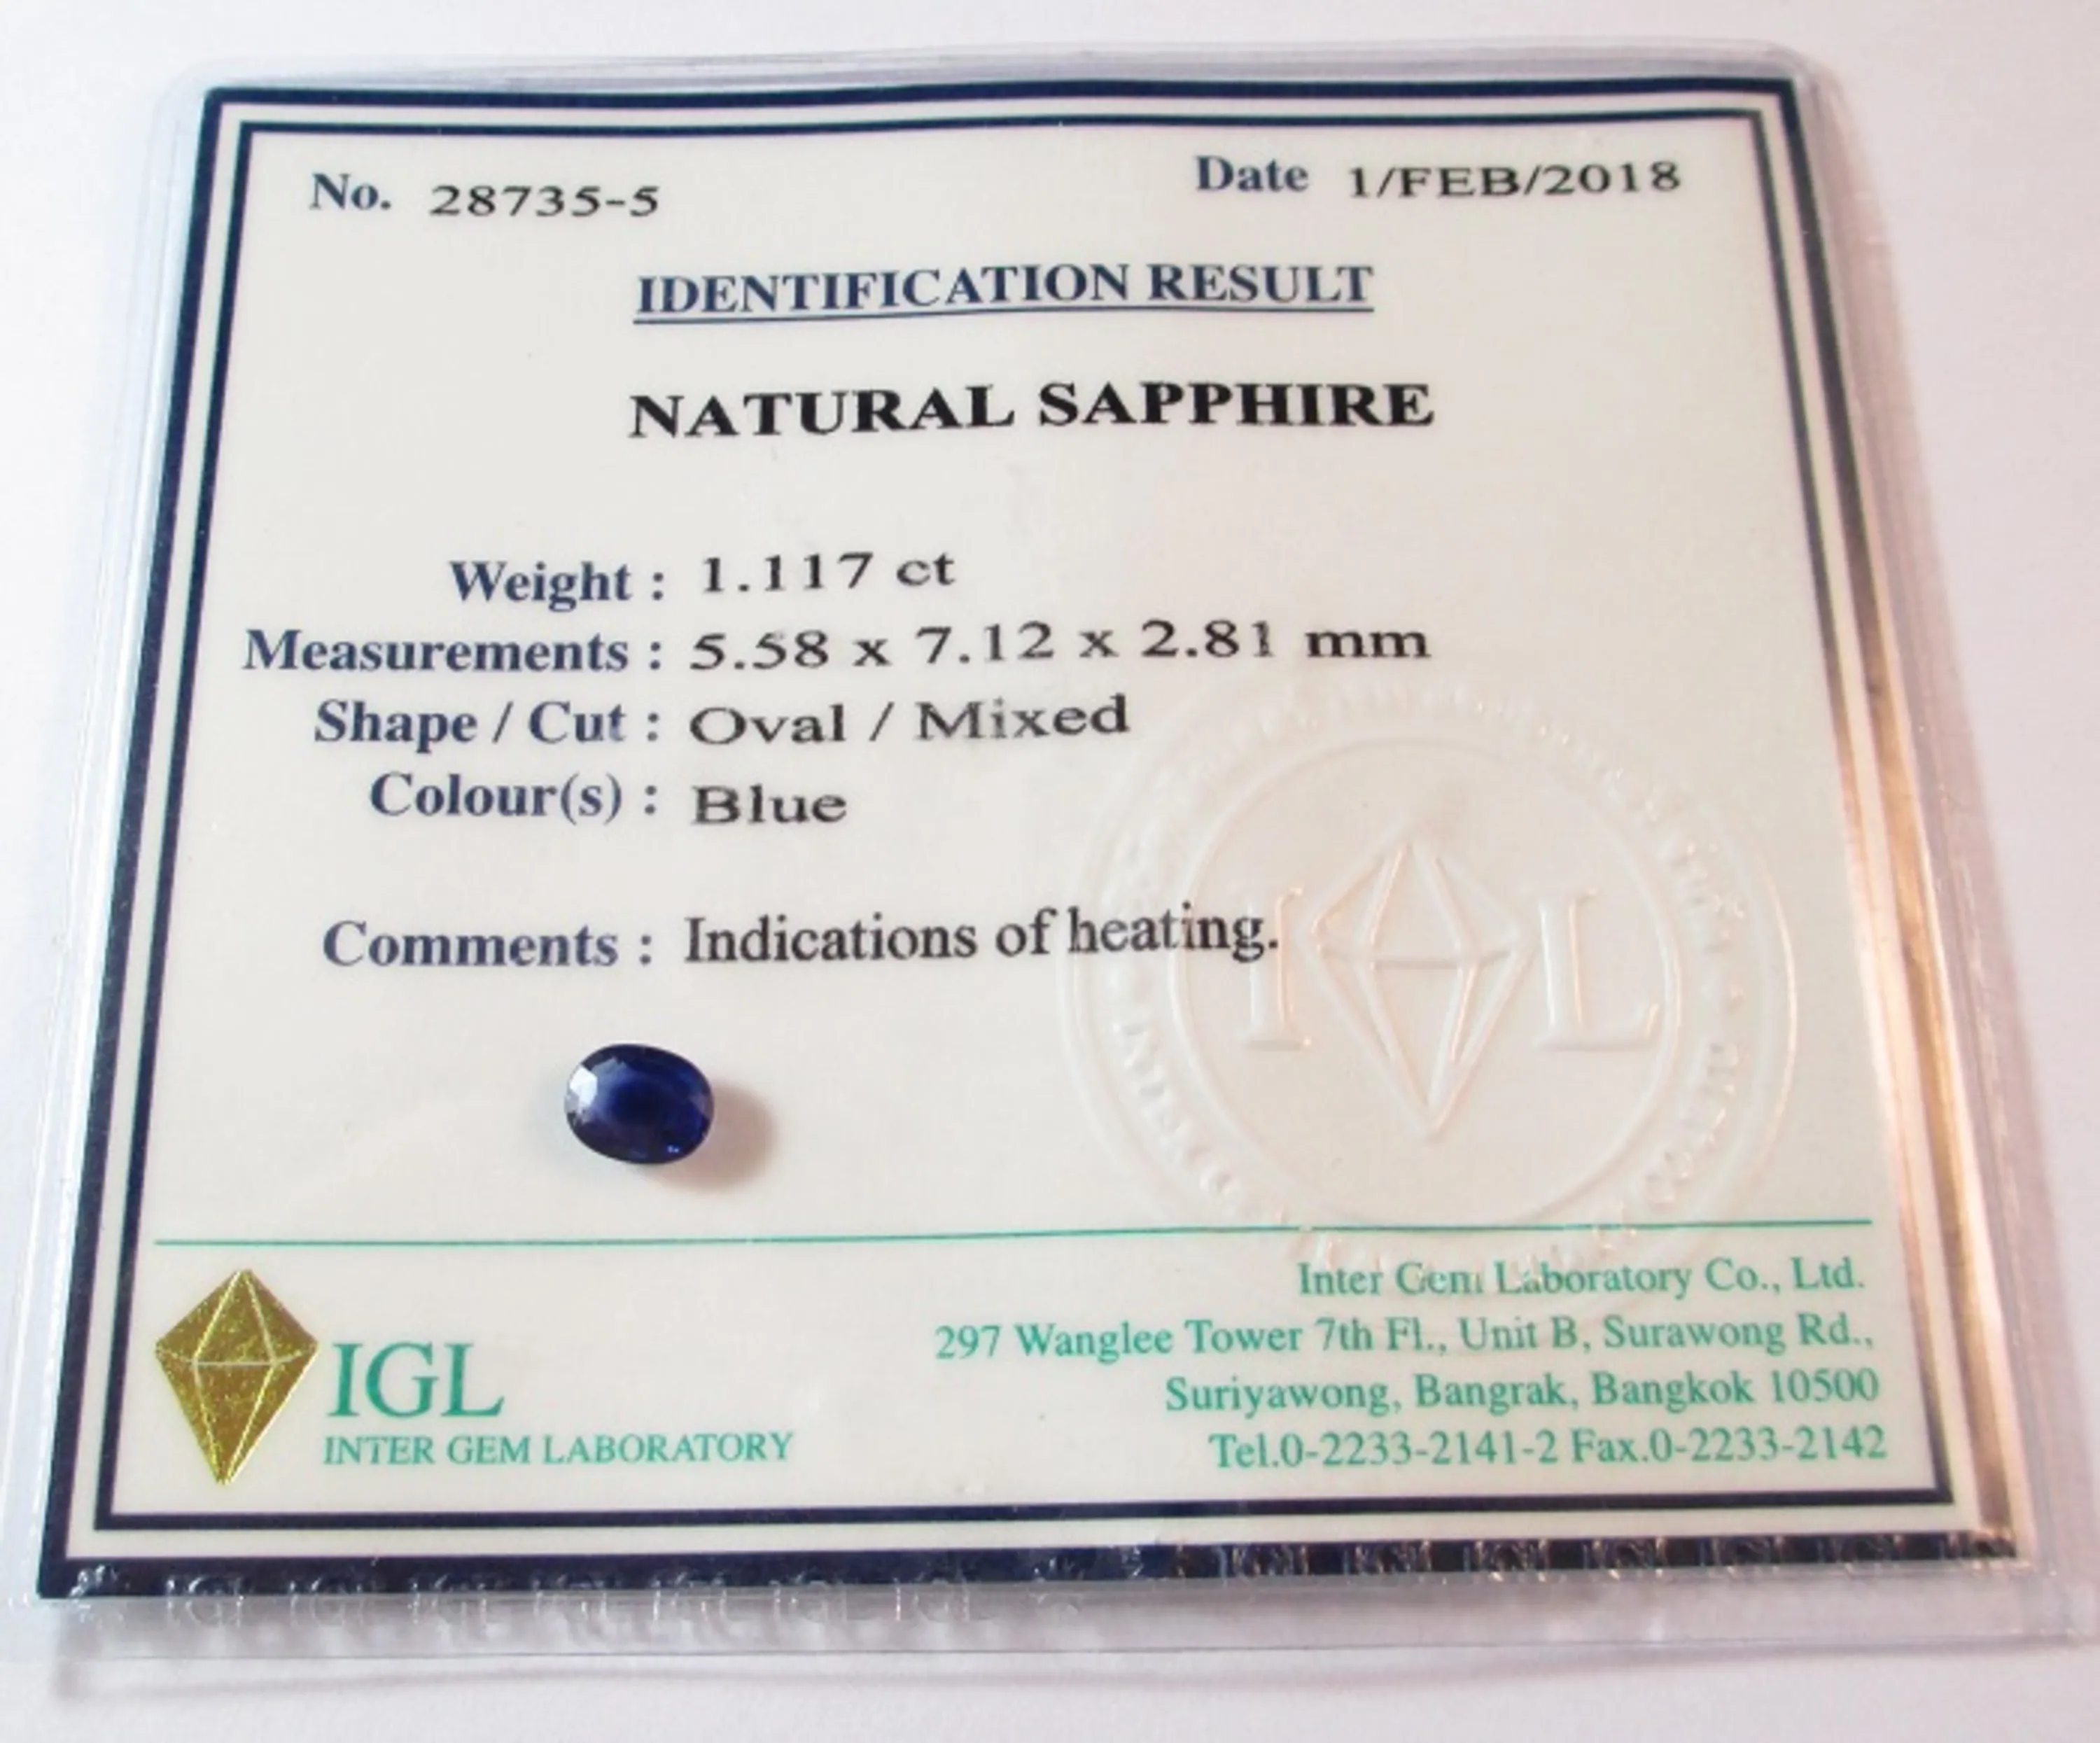 No. 28735-5 Date 1/FEB/2018
IDENTIFICATION RESULT
NATURAL SAPPHIRE
Weight : 1.117 ct
Measurements : 5.58 x 7.12 x 2.81 mm
Shape / Cut : Oval / Mixed
Colour(s) : Blue
Comments : Indications of heating.
I L
IGL
INTER GEM LABORATORY
Inter Gem Laboratory Co., Ltd.
297 Wanglee Tower 7th Fl., Unit B, Surawong Rd.,
Suriyawong, Bangrak, Bangkok 10500
Tel.0-2233-2141-2 Fax.0-2233-2142